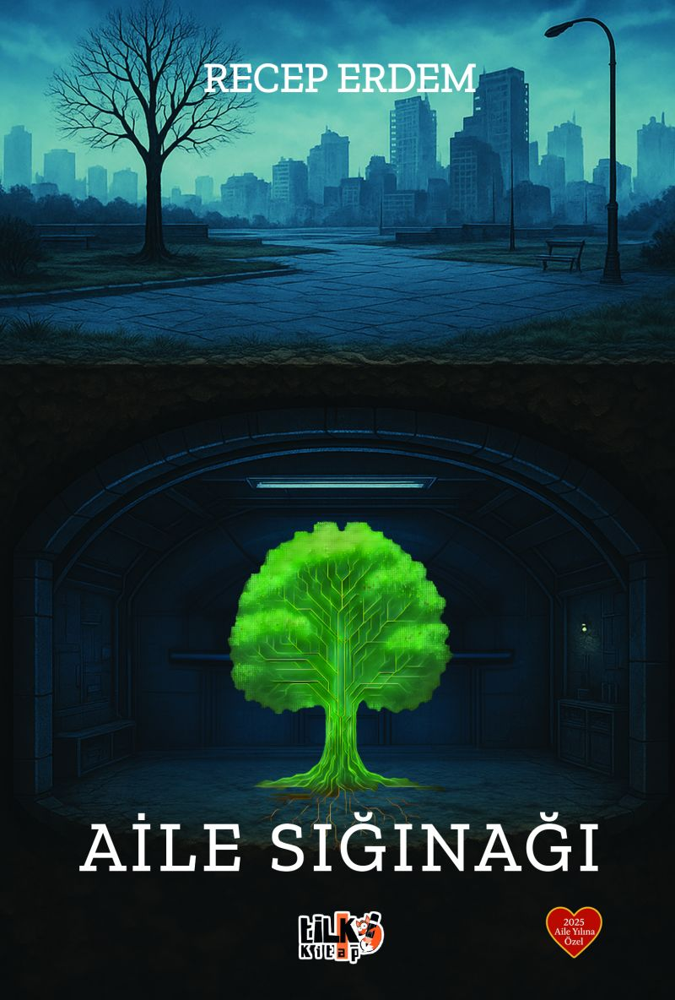 RECEP ERDEM
AİLE SIĞINAĞI
tiLKi
Kitap
2025
Aile Yılına
Özel